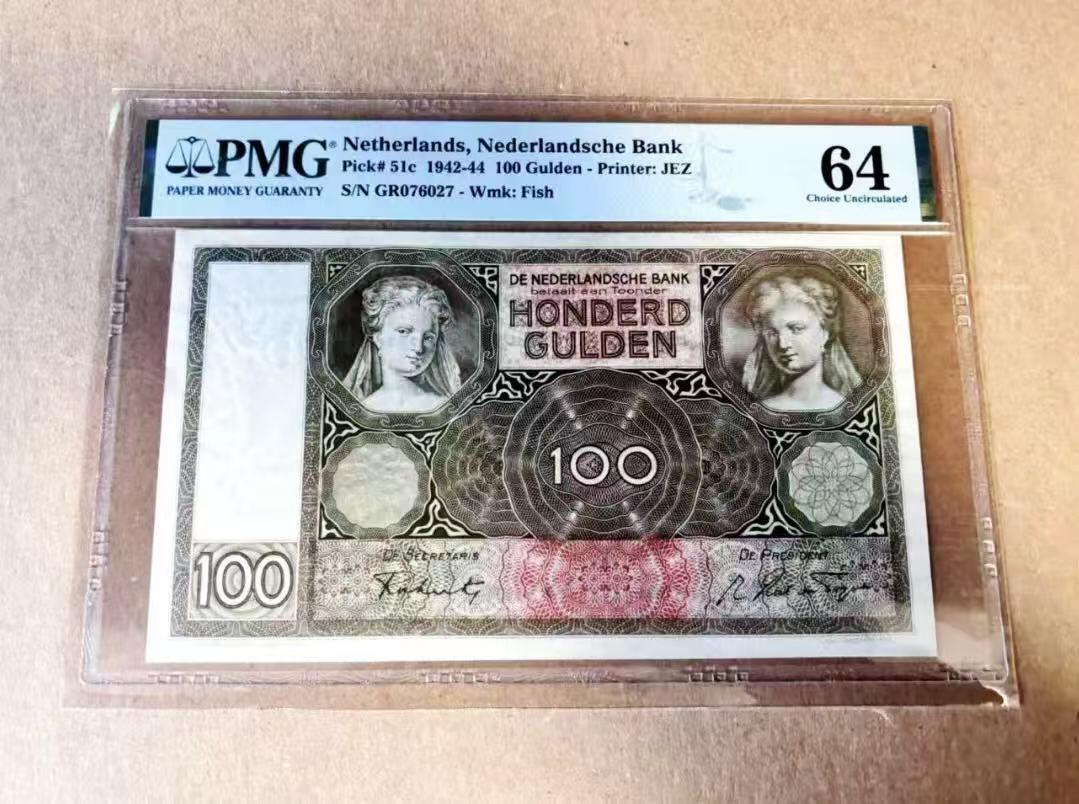 PMG®
PAPER MONEY GUARANTY
Netherlands, Nederlandsche Bank
Pick# 51c 1942-44 100 Gulden - Printer: JEZ
S/N GR076027 - Wmk: Fish
64
Choice Uncirculated
DE NEDERLANDSCHE BANK
betaalt aan Toonder
HONDERD
GULDEN
100
100
DE SECRETARIS
DE PRESIDENT